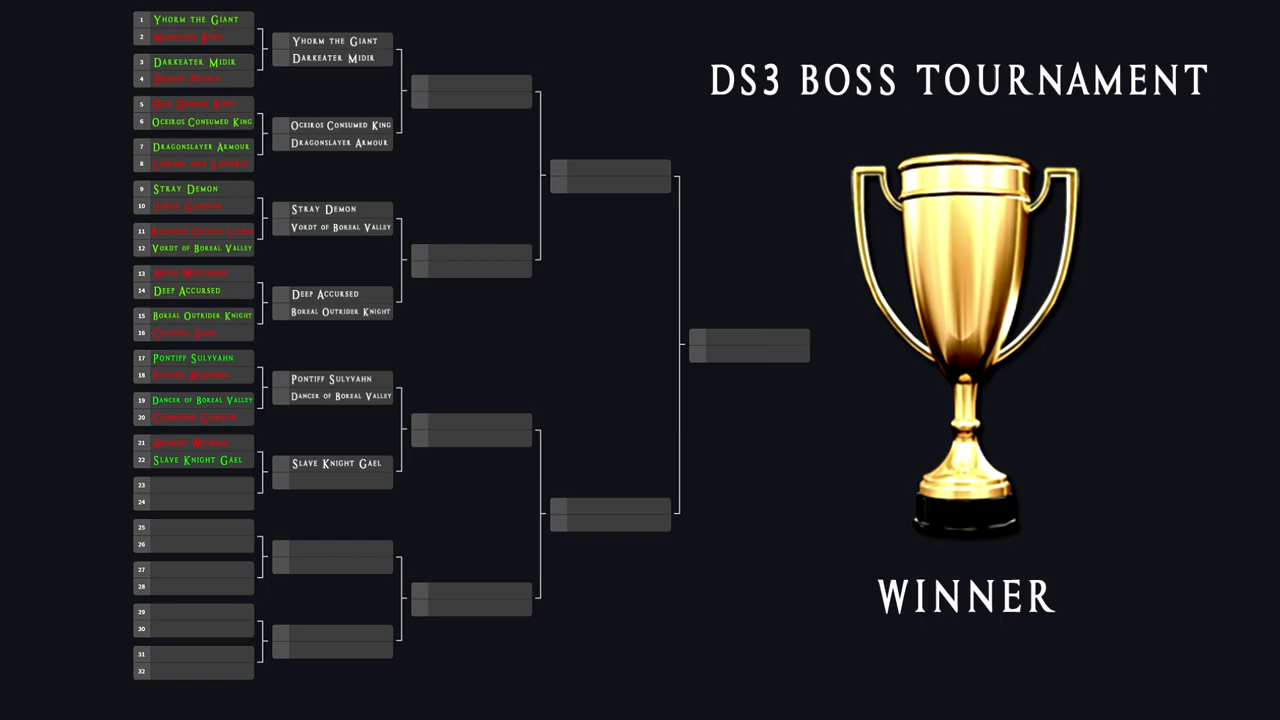 1 Yhorm the Giant
2
3 Darkeater Midir
4
5 Old Demon King
6 Oceiros Consumed King
7 Dragonslayer Armour
8
9 Stray Demon
10
11
12 Vordt of Boreal Valley
13
14 Deep Accursed
15 Boreal Outrider Knight
16
17 Pontiff Sulyvahn
18
19 Dancer of Boreal Valley
20 Champion Gundyr
21
22 Slave Knight Gael
23
24
25
26
27
28
29
30
31
32
Yhorm the Giant
Darkeater Midir
Oceiros Consumed King
Dragonslayer Armour
Stray Demon
Vordt of Boreal Valley
Deep Accursed
Boreal Outrider Knight
Pontiff Sulyvahn
Dancer of Boreal Valley
Slave Knight Gael
DS3 BOSS TOURNAMENT
WINNER